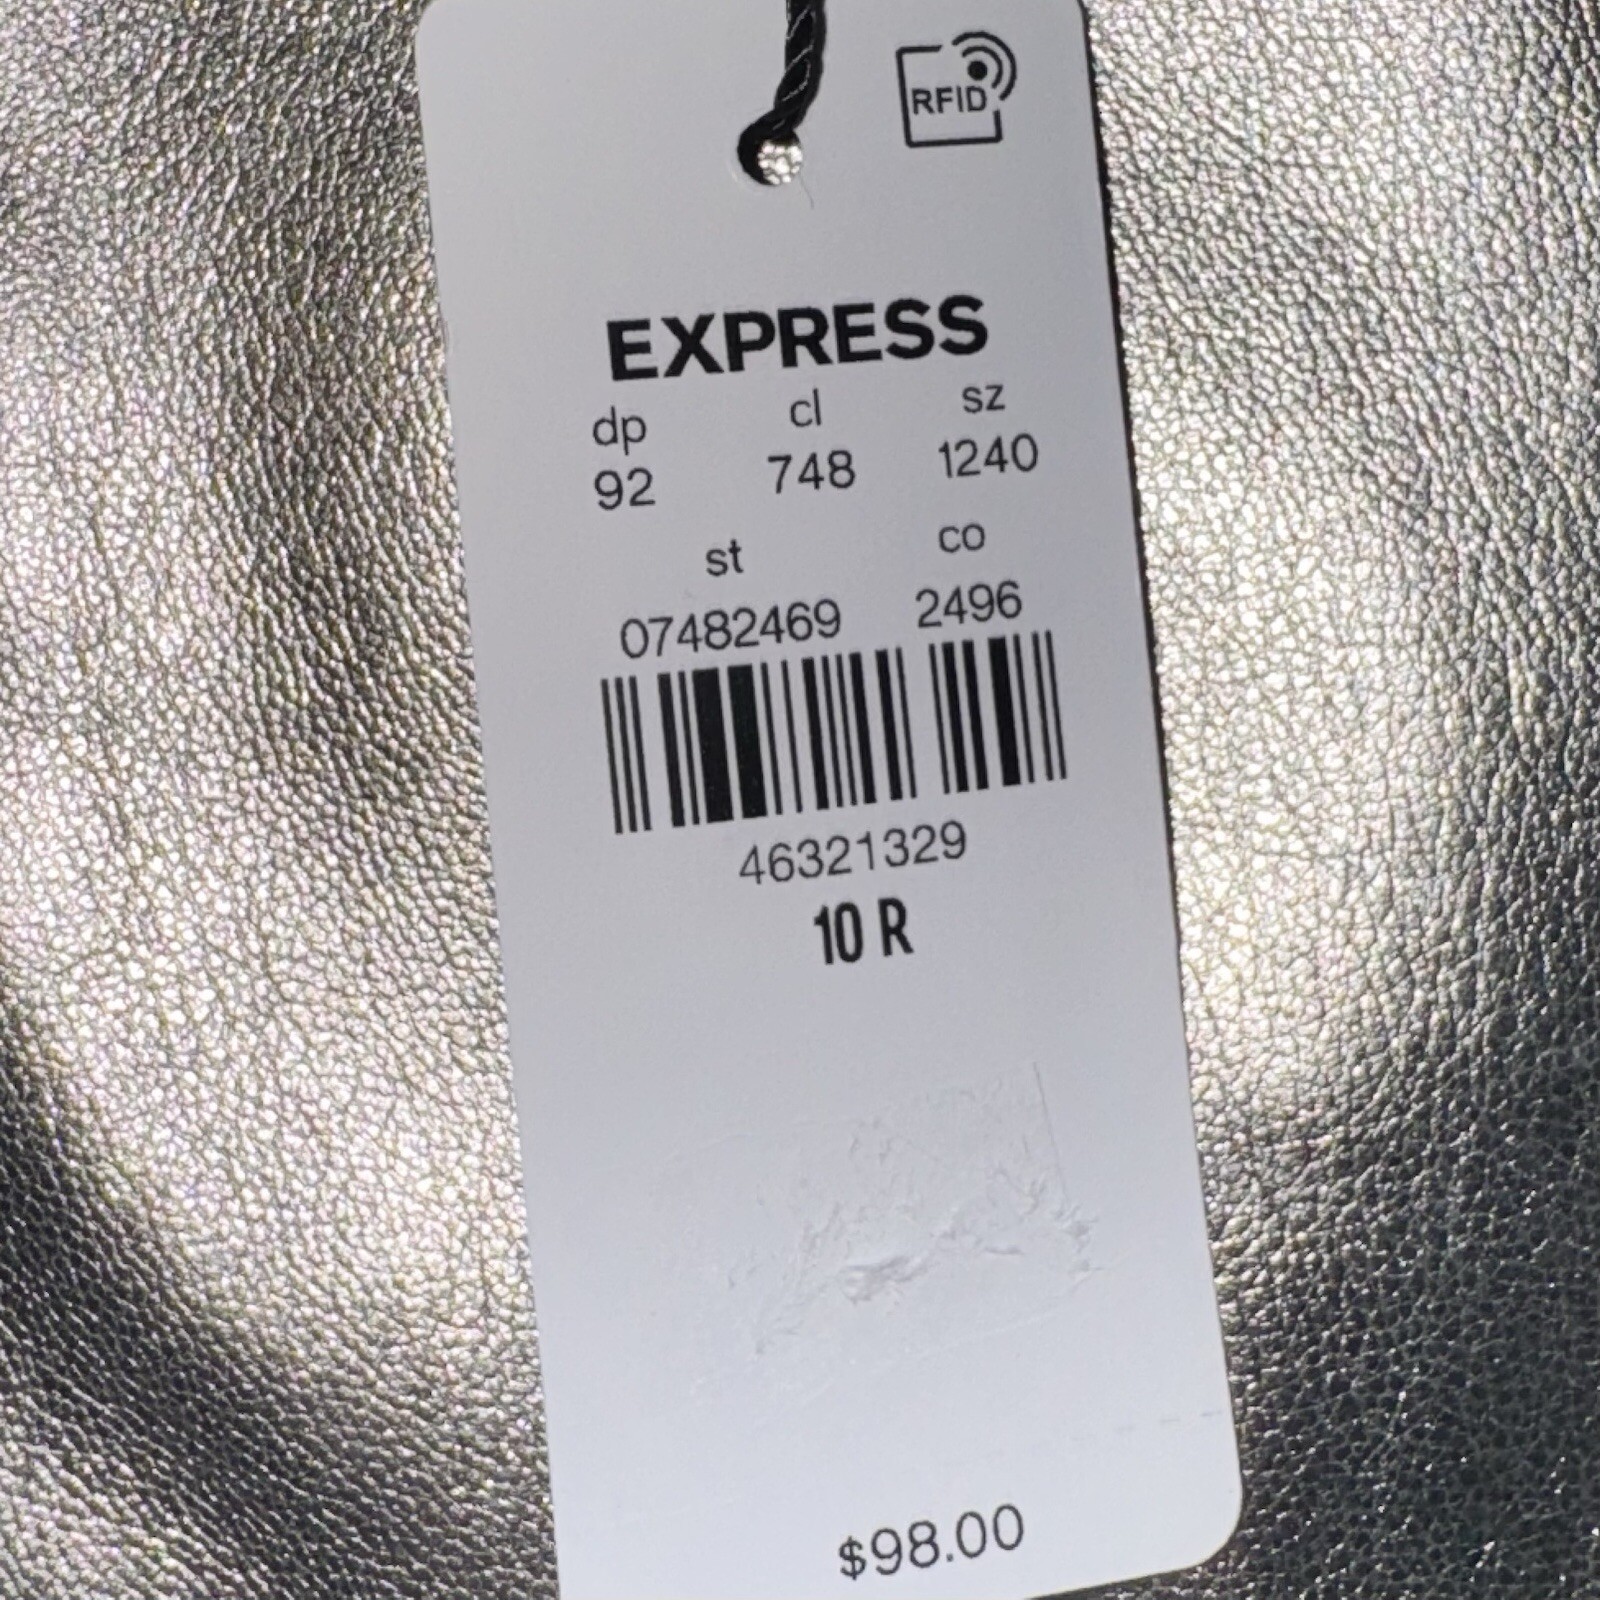 RFID
EXPRESS
dp cl sz
92 748 1240
st co
07482469 2496
46321329
10 R
$98.00